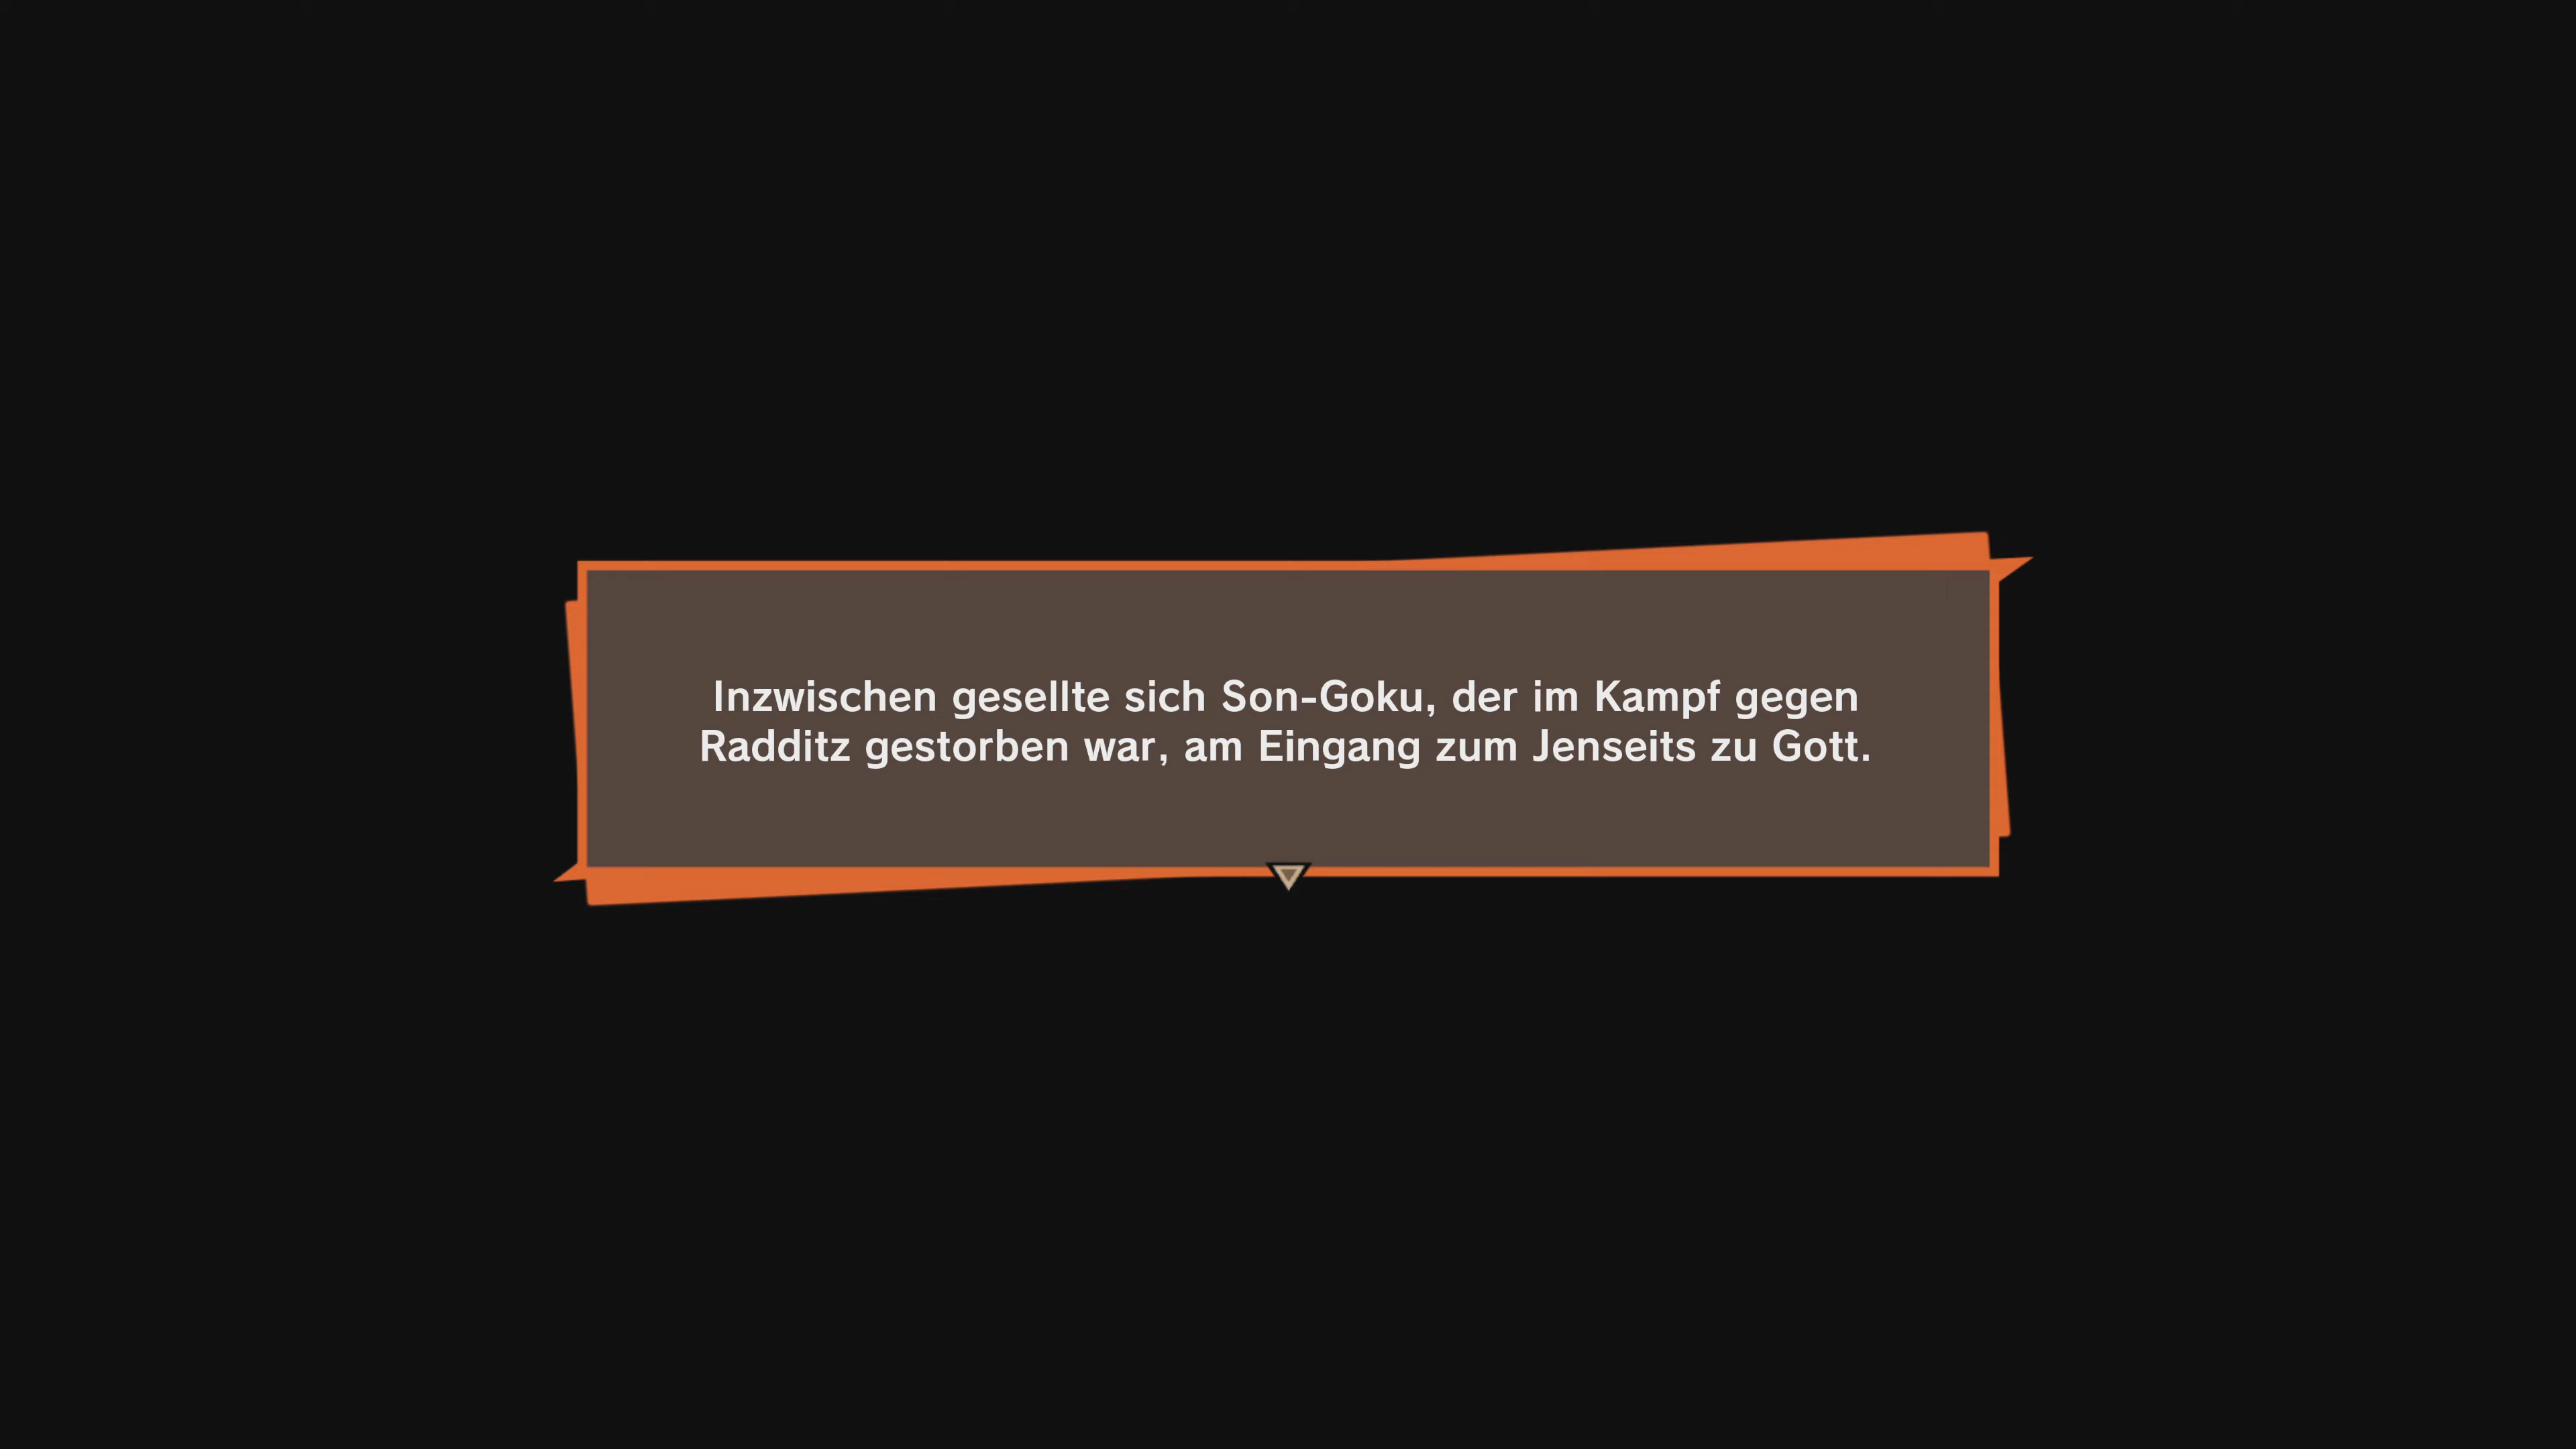 Inzwischen gesellte sich Son-Goku, der im Kampf gegen
Radditz gestorben war, am Eingang zum Jenseits zu Gott.